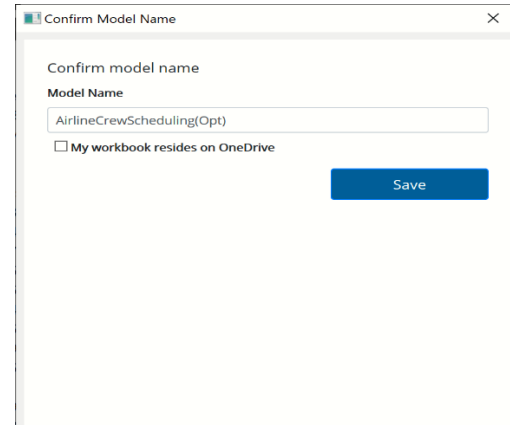 Confirm Model Name
Confirm model name
Model Name
AirlineCrewScheduling(Opt)
My workbook resides on OneDrive
Save